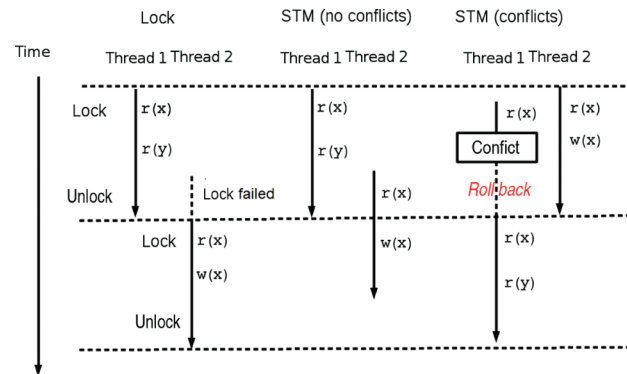 Lock STM (no conflicts) STM (conflicts)
Time
Thread 1 Thread 2 Thread 1 Thread 2 Thread 1 Thread 2
Lock r(x) r(x) r(x) r(x)
w(x)
r(y) r(y) Confict
Unlock Lock failed r(x) Roll back
Lock r(x) w(x) r(x)
w(x) r(y)
Unlock